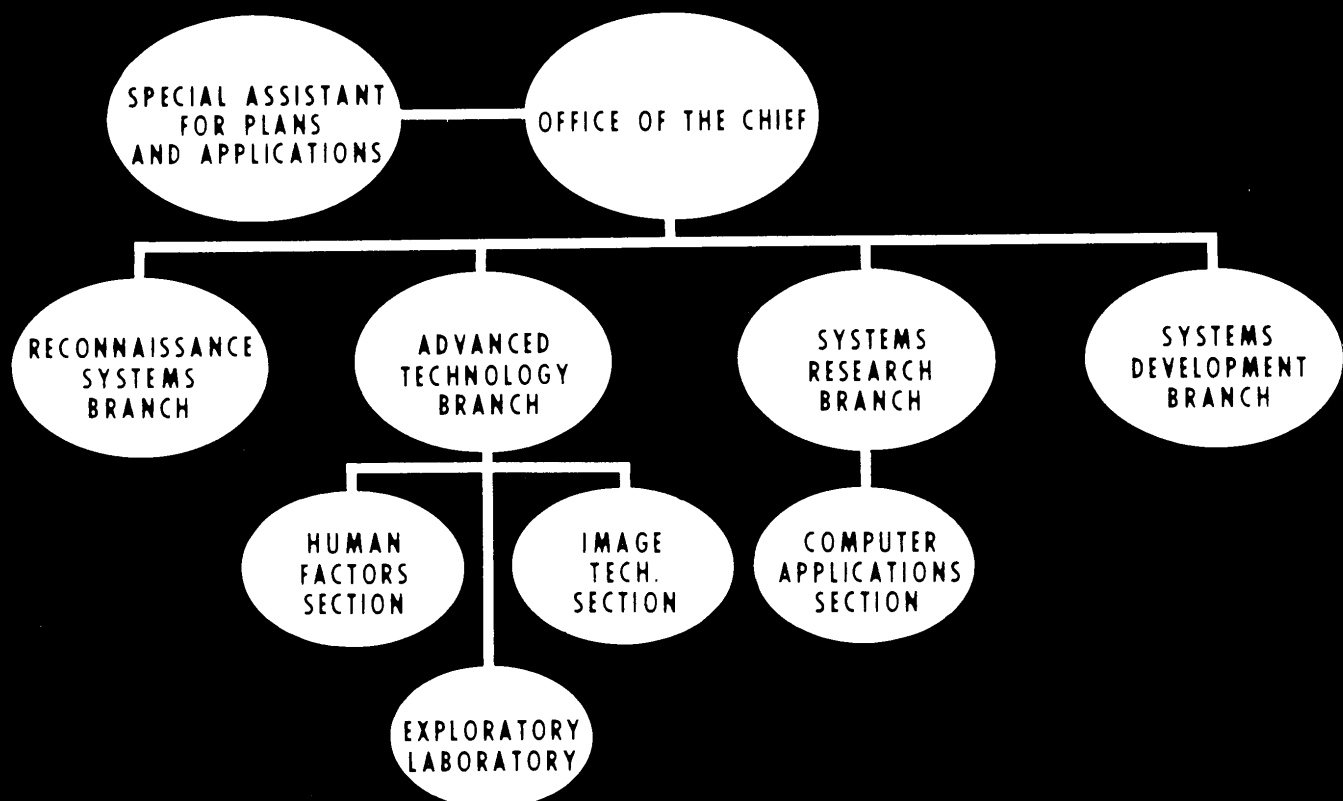 SPECIAL ASSISTANT
FOR PLANS
AND APPLICATIONS
OFFICE OF THE CHIEF
RECONNAISSANCE
SYSTEMS
BRANCH
ADVANCED
TECHNOLOGY
BRANCH
SYSTEMS
RESEARCH
BRANCH
SYSTEMS
DEVELOPMENT
BRANCH
HUMAN
FACTORS
SECTION
IMAGE
TECH.
SECTION
COMPUTER
APPLICATIONS
SECTION
EXPLORATORY
LABORATORY